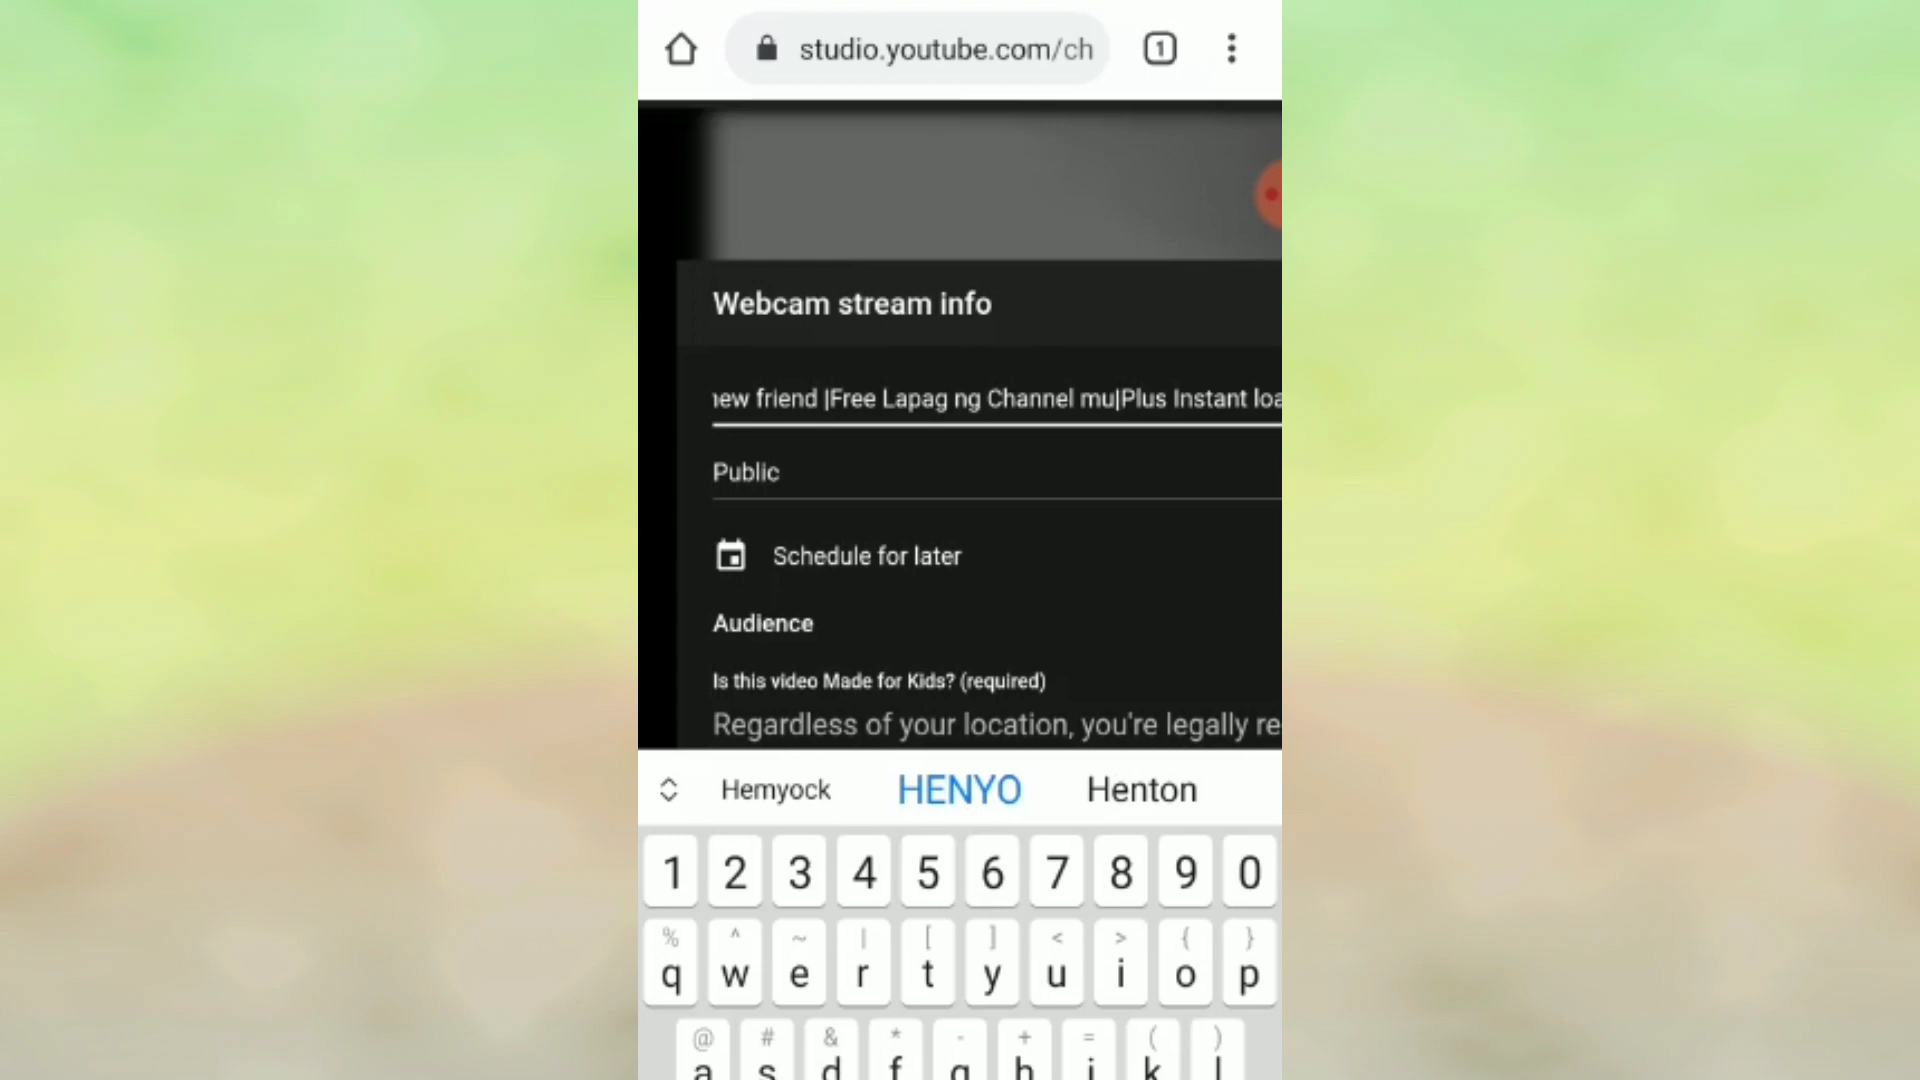 studio.youtube.com/ch
1
Webcam stream info
new friend |Free Lapag ng Channel mu|Plus Instant loa
Public
Schedule for later
Audience
Is this video Made for Kids? (required)
Regardless of your location, you're legally re
Hemyock HENYO Henton
1 2 3 4 5 6 7 8 9 0
% ^ ~ | [ ] < > { }
q w e r t y u i o p
@ # & * - + = ( )
a s d f g h j k l